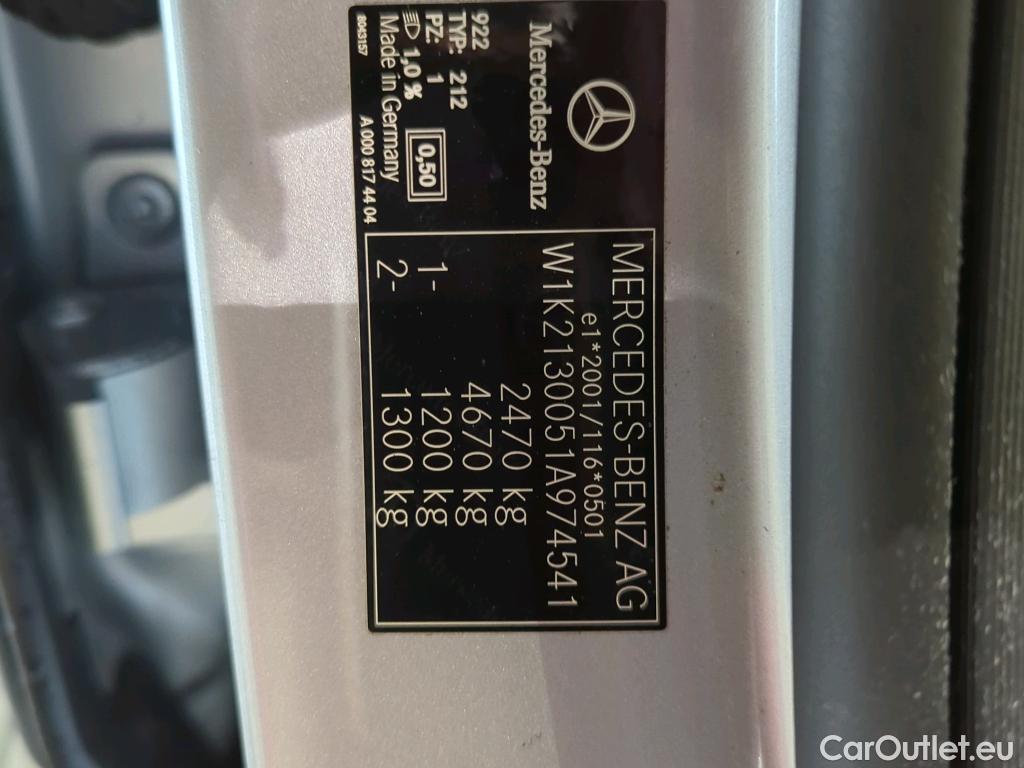 MERCEDES-BENZ AG
e1*2001/116*0501
W1K2130051A974541
2470 kg
4670 kg
1- 1200 kg
2- 1300 kg
Mercedes-Benz
922
TYP: 212
PZ: 1
1,0 %
0,50
Made in Germany
8045157
A 000 817 44 04
CarOutlet.eu